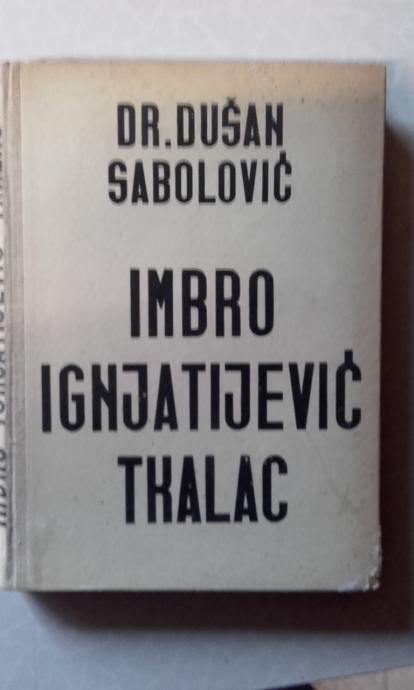 DR. DUŠAN
SABOLOVIĆ
IMBRO
IGNJATIJEVIĆ
TKALAC